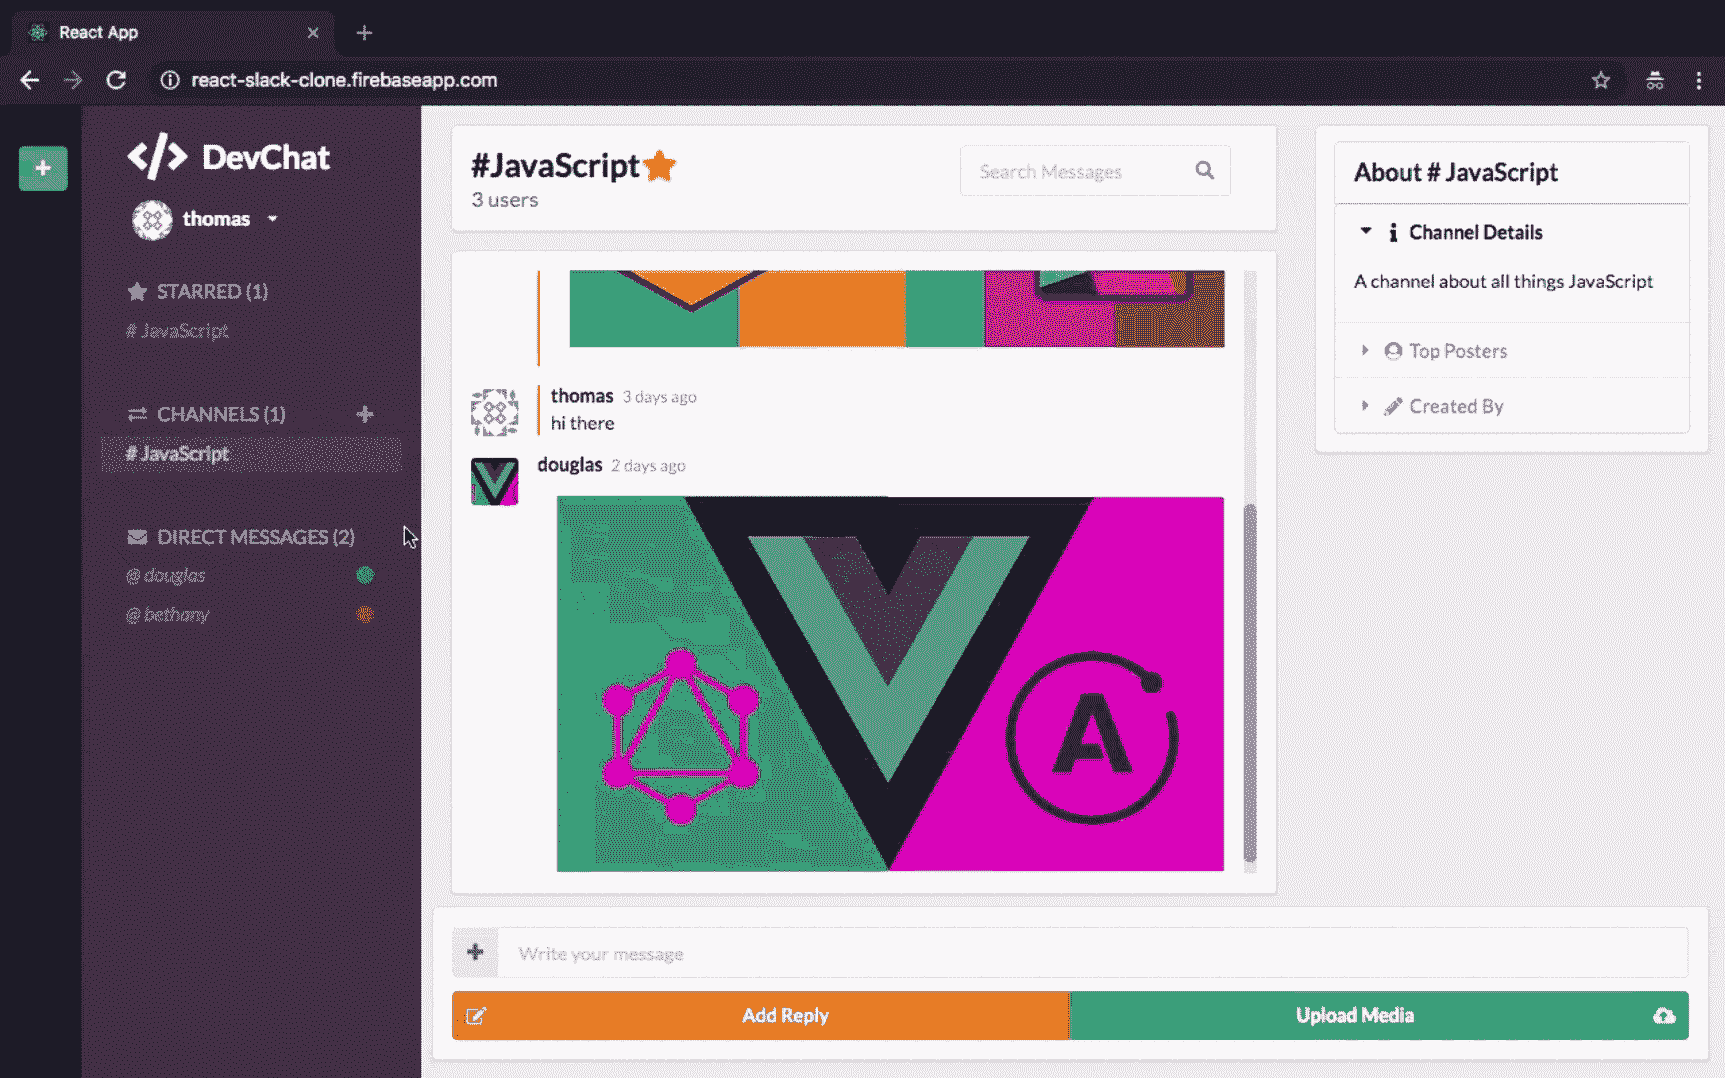 React App
react-slack-clone.firebaseapp.com
</> DevChat
thomas
STARRED (1)
# JavaScript
CHANNELS (1)
# JavaScript
DIRECT MESSAGES (2)
@ douglas
@ bethany
#JavaScript
3 users
Search Messages
thomas 3 days ago
hi there
douglas 2 days ago
A
Write your message
Add Reply
Upload Media
About # JavaScript
Channel Details
A channel about all things JavaScript
Top Posters
Created By